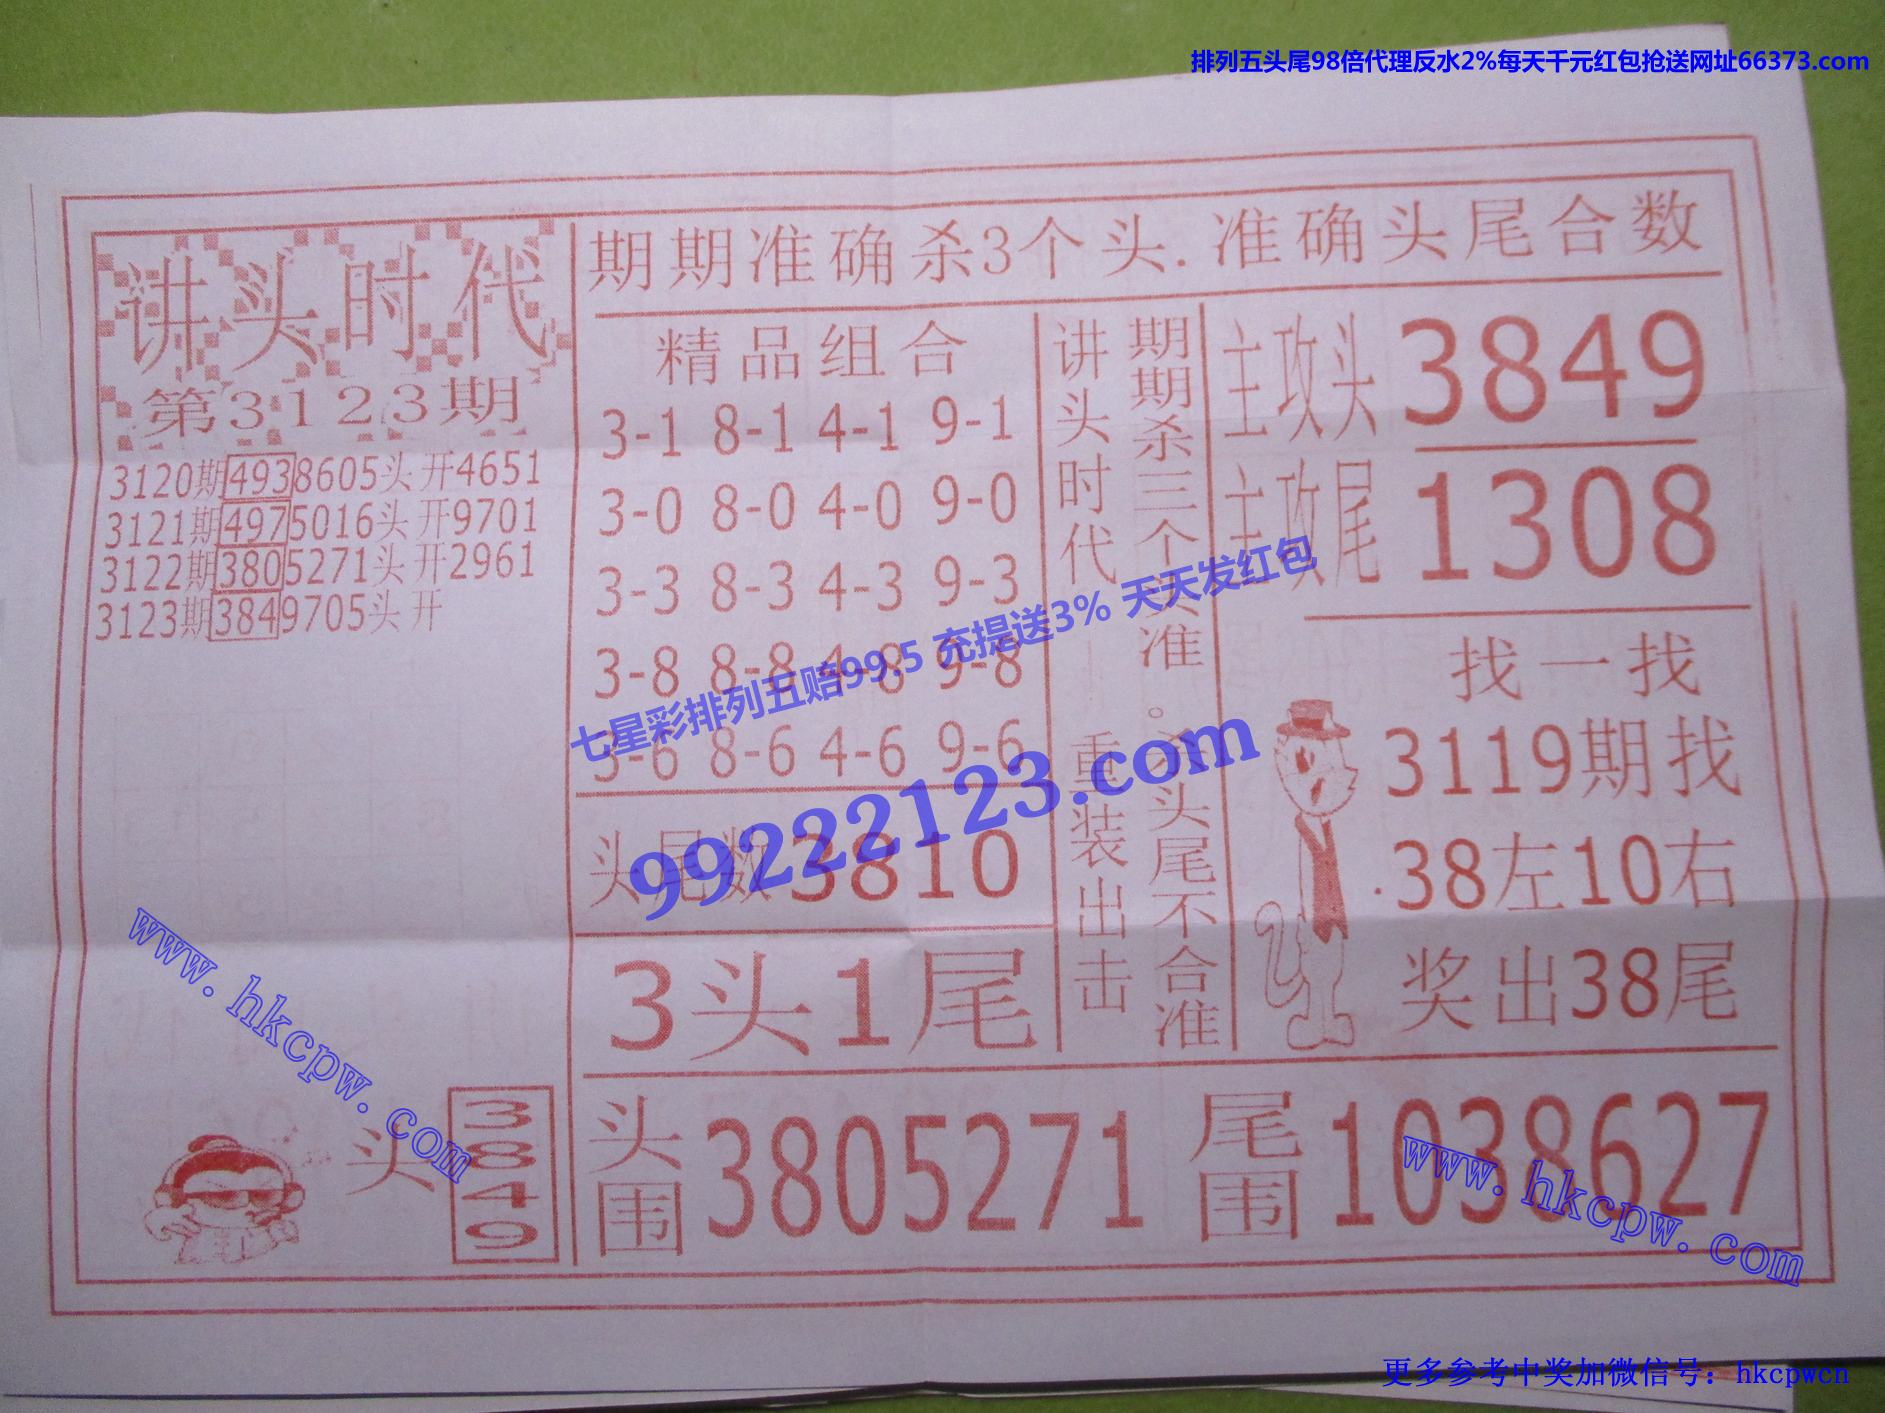 排列五头尾98倍代理反水2%每天千元红包抢送网址66373.com
讲头时代
第3123期
3120期4938605头开4651
3121期4975016头开9701
3122期3805271头开2961
3123期3849705头开
头
3849
期期准确杀3个头.准确头尾合数
精品组合
3-1 8-1 4-1 9-1
3-0 8-0 4-0 9-0
3-3 8-3 4-3 9-3
3-8 8-8 4-8 9-8
3-6 8-6 4-6 9-6
头尾数3810
3头1尾
讲头时代 重装出击
期期杀三个头准。杀头尾不合准
主攻头 3849
主攻尾 1308
找一找
3119期找
38左10右
奖出38尾
头围 3805271
尾围 1038627
七星彩排列五赔99.5 充提送3% 天天发红包
99222123.com
www.hkcpw.com
www.hkcpw.com
更多参考中奖加微信号：hkcpwcn